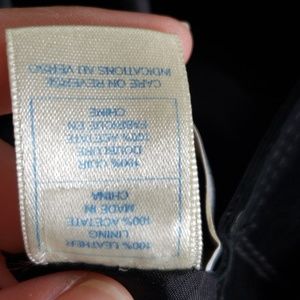 100% LEATHER
LINING
100% ACETATE
MADE IN
CHINA
100% CUIR
DOUBLURE
100% ACETATE
FABRIQUE EN
CHINE
CARE ON REVERSE
INDICATIONS AU VERSO